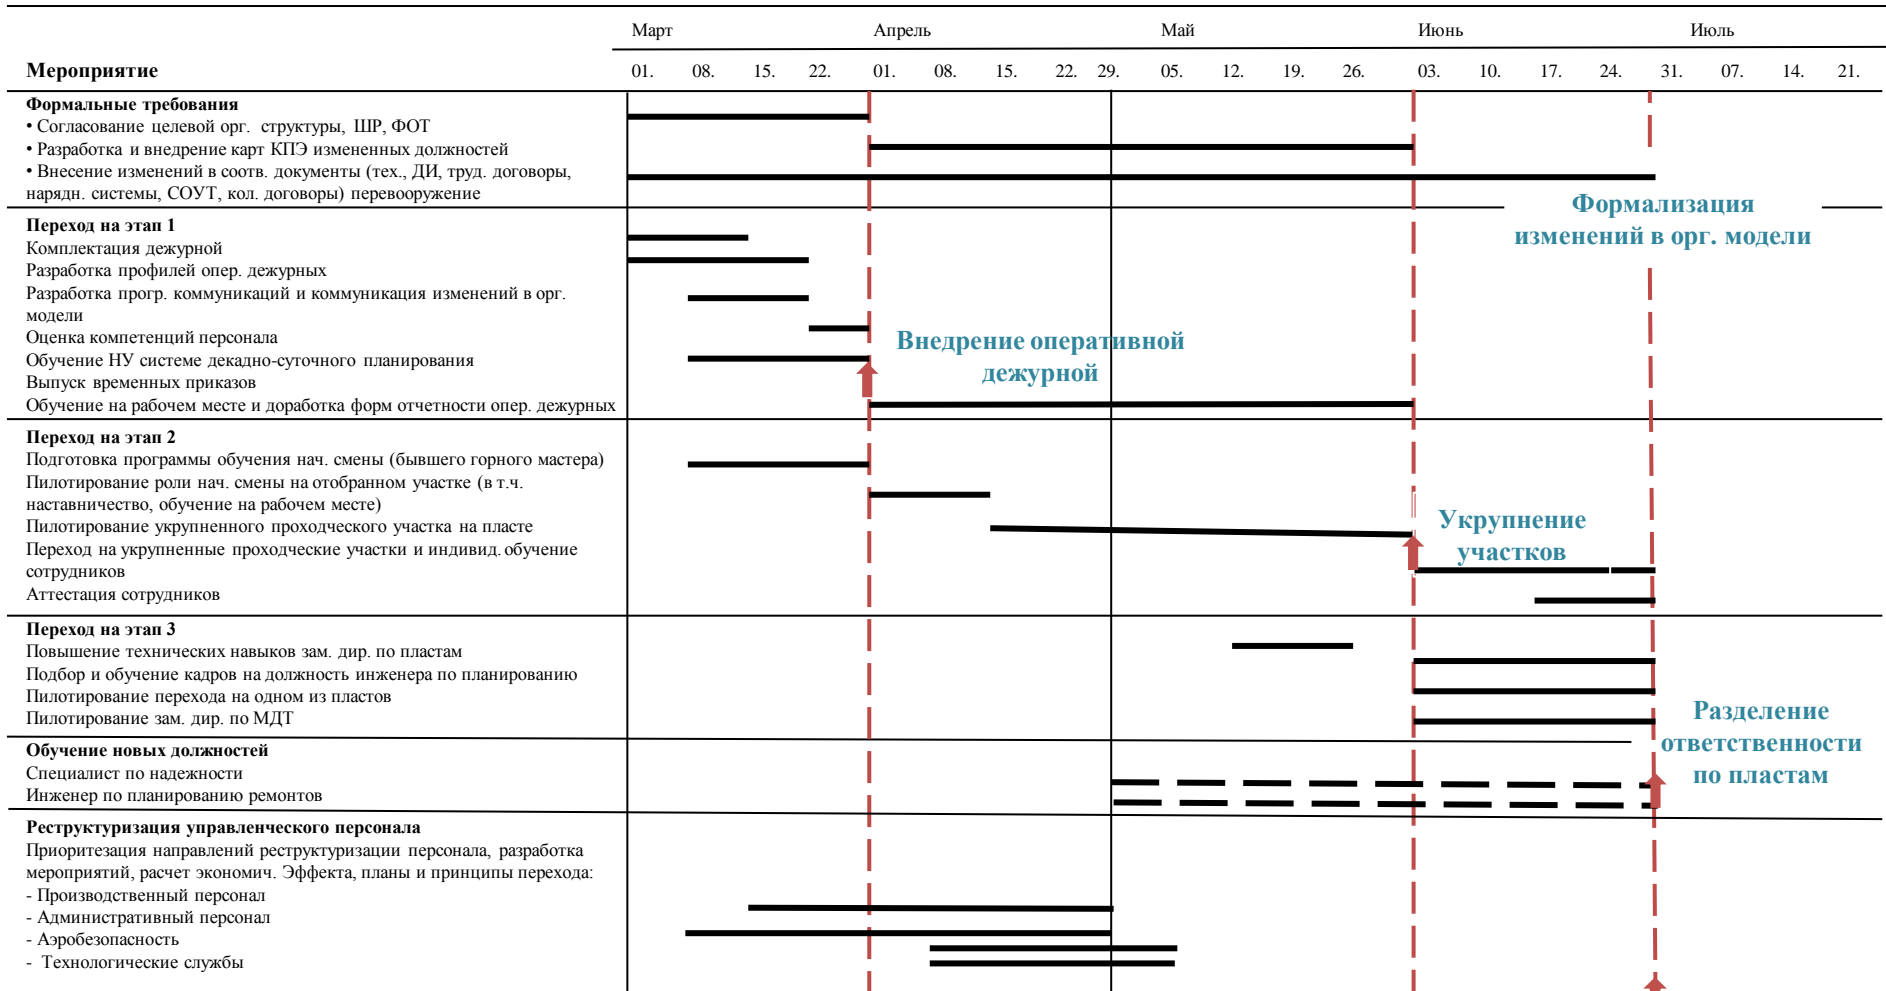 Март Апрель Май Июнь Июль
Мероприятие 01. 08. 15. 22. 01. 08. 15. 22. 29. 05. 12. 19. 26. 03. 10. 17. 24. 31. 07. 14. 21.
Формальные требования
• Согласование целевой орг. структуры, ШР, ФОТ
• Разработка и внедрение карт КПЭ измененных должностей
• Внесение изменений в соотв. документы (тех., ДИ, труд. договоры,
нарядн. системы, СОУТ, кол. договоры) перевооружение
Формализация
изменений в орг. модели
Переход на этап 1
Комплектация дежурной
Разработка профилей опер. дежурных
Разработка прогр. коммуникаций и коммуникация изменений в орг.
модели
Оценка компетенций персонала
Обучение НУ системе декадно-суточного планирования
Выпуск временных приказов
Обучение на рабочем месте и доработка форм отчетности опер. дежурных
Внедрение оперативной
дежурной
Переход на этап 2
Подготовка программы обучения нач. смены (бывшего горного мастера)
Пилотирование роли нач. смены на отобранном участке (в т.ч.
наставничество, обучение на рабочем месте)
Пилотирование укрупненного проходческого участка на пласте
Переход на укрупненные проходческие участки и индивид. обучение
сотрудников
Аттестация сотрудников
Укрупнение
участков
Переход на этап 3
Повышение технических навыков зам. дир. по пластам
Подбор и обучение кадров на должность инженера по планированию
Пилотирование перехода на одном из пластов
Пилотирование зам. дир. по МДТ
Разделение
ответственности
по пластам
Обучение новых должностей
Специалист по надежности
Инженер по планированию ремонтов
Реструктуризация управленческого персонала
Приоритезация направлений реструктуризации персонала, разработка
мероприятий, расчет экономич. Эффекта, планы и принципы перехода:
- Производственный персонал
- Административный персонал
- Аэробезопасность
- Технологические службы